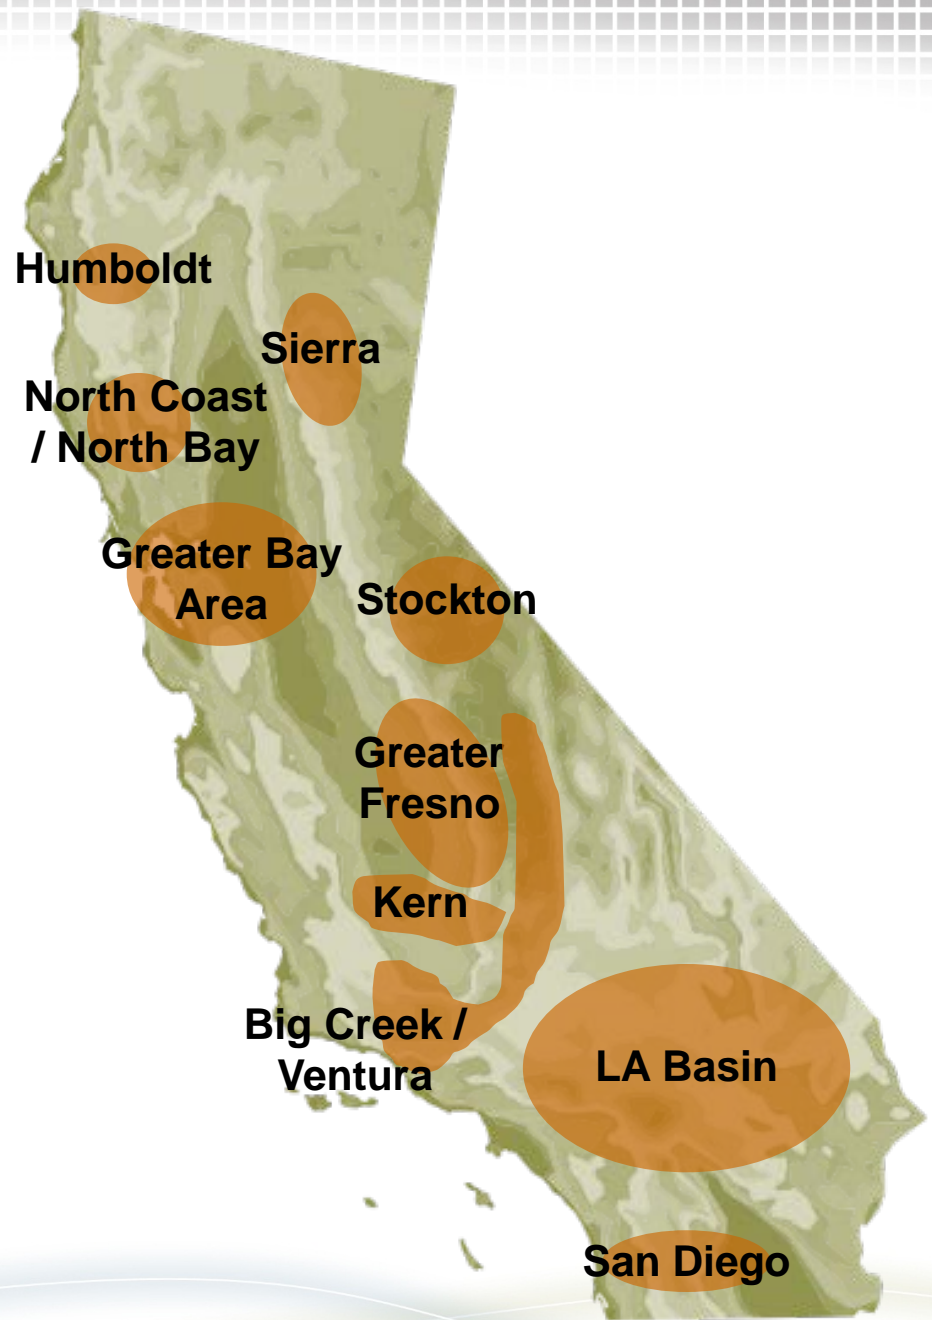 Humboldt
Sierra
North Coast
/ North Bay
Greater Bay
Area
Stockton
Greater
Fresno
Kern
Big Creek /
Ventura
LA Basin
San Diego